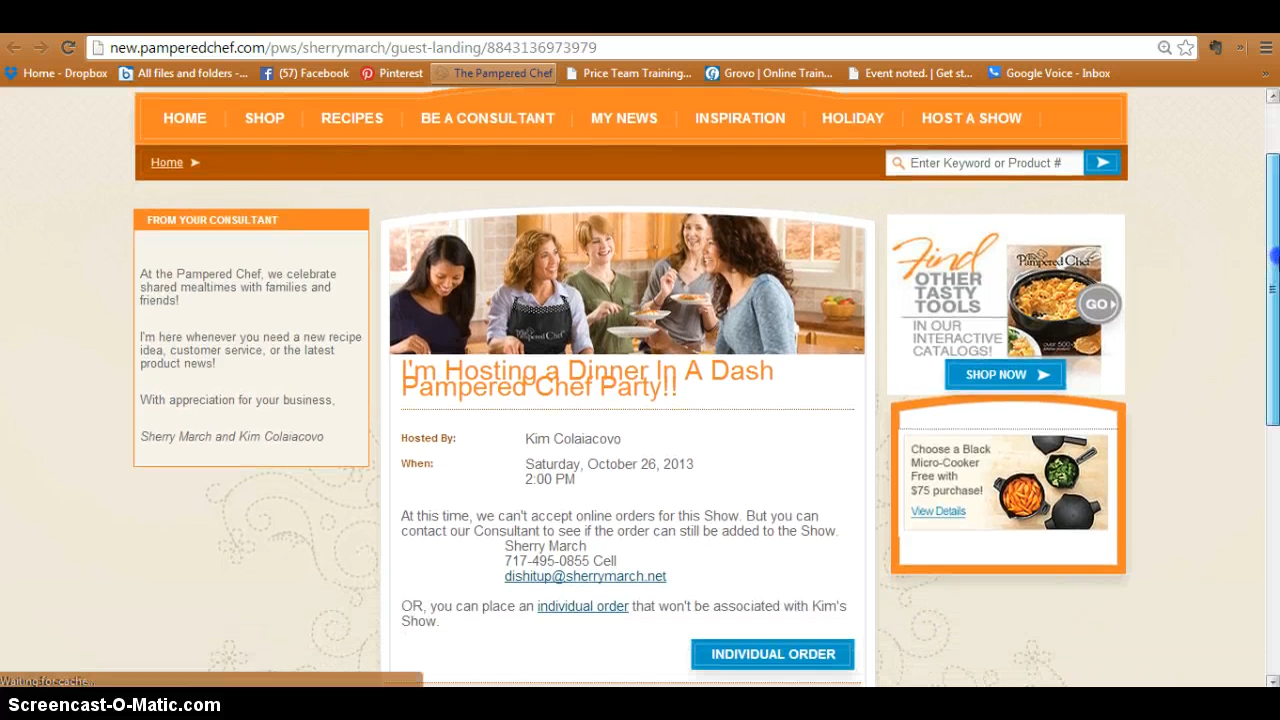 new.pamperedchef.com/pws/sherrymarch/guest-landing/8843136973979
Home - Dropbox
All files and folders -...
(57) Facebook
Pinterest
The Pampered Chef
Price Team Training...
Grovo | Online Train...
Event noted. | Get st...
Google Voice - Inbox
»
HOME
SHOP
RECIPES
BE A CONSULTANT
MY NEWS
INSPIRATION
HOLIDAY
HOST A SHOW
Home
Enter Keyword or Product #
FROM YOUR CONSULTANT
At the Pampered Chef, we celebrate
shared mealtimes with families and
friends!
I'm here whenever you need a new recipe
idea, customer service, or the latest
product news!
With appreciation for your business,
Sherry March and Kim Colaiacovo
The Pampered Chef
I'm Hosting a Dinner In A Dash
Pampered Chef Party!!
Hosted By: Kim Colaiacovo
When: Saturday, October 26, 2013
2:00 PM
At this time, we can't accept online orders for this Show. But you can
contact our Consultant to see if the order can still be added to the Show.
Sherry March
717-495-0855 Cell
dishitup@sherrymarch.net
OR, you can place an individual order that won't be associated with Kim's
Show.
INDIVIDUAL ORDER
Find
OTHER
TASTY
TOOLS
IN OUR
INTERACTIVE
CATALOGS!
The Pampered Chef
GO
SHOP NOW
Choose a Black
Micro-Cooker
Free with
$75 purchase!
View Details
Waiting for cache...
Screencast-O-Matic.com